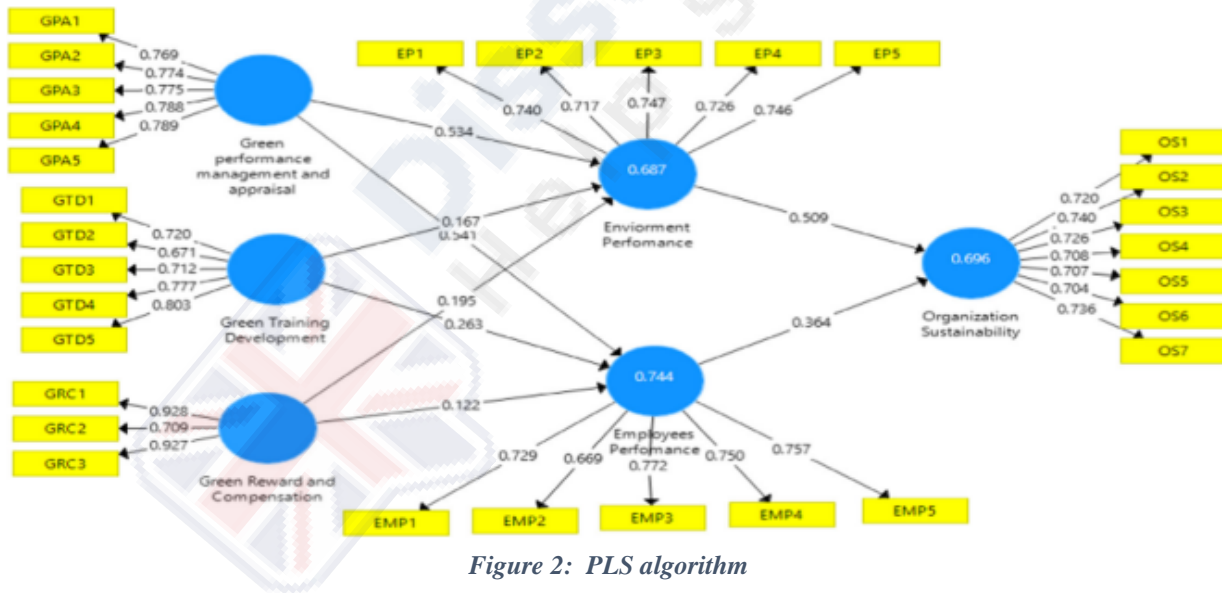 GPA1
GPA2
GPA3
GPA4
GPA5
0.769
0.774
0.775
0.788
0.789
Green
performance
management and
appraisal
GTD1
GTD2
GTD3
GTD4
GTD5
0.720
0.671
0.712
0.777
0.803
Green Training
Development
GRC1
GRC2
GRC3
0.928
0.709
0.927
Green Reward and
Compensation
0.534
0.167
0.541
0.195
0.263
0.122
EP1
EP2
EP3
EP4
EP5
0.740
0.717
0.747
0.726
0.746
0.687
Enviorment
Perfomance
0.744
Employees
Perfomance
0.729
0.669
0.772
0.750
0.757
EMP1
EMP2
EMP3
EMP4
EMP5
0.509
0.364
0.696
Organization
Sustainability
0.720
0.740
0.726
0.708
0.707
0.704
0.736
OS1
OS2
OS3
OS4
OS5
OS6
OS7
Figure 2: PLS algorithm